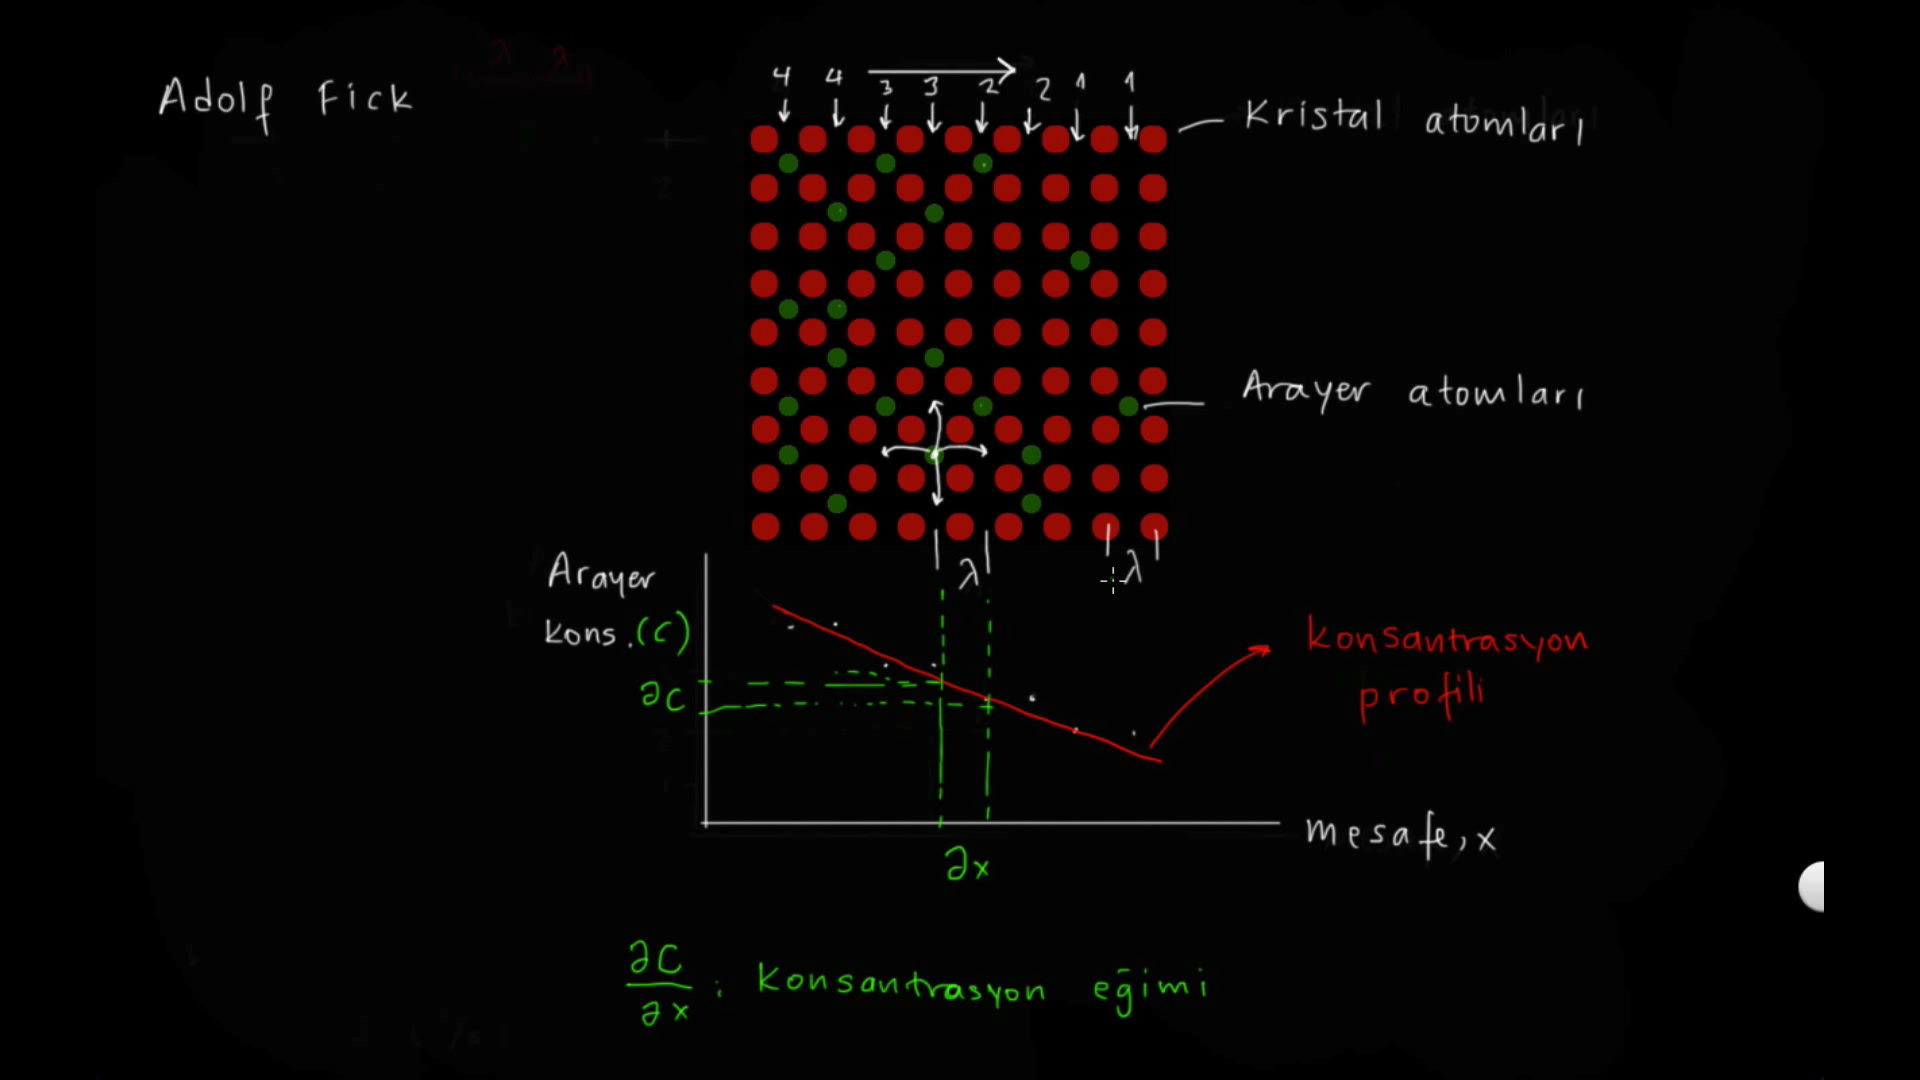 Adolf Fick
4 4 3 3 2 2 1 1
Kristal atomları
Arayer atomları
λ λ
Arayer
Kons. (C)
∂C
konsantrasyon
profili
mesafe, x
∂x
∂C
∂x
: Konsantrasyon eğimi